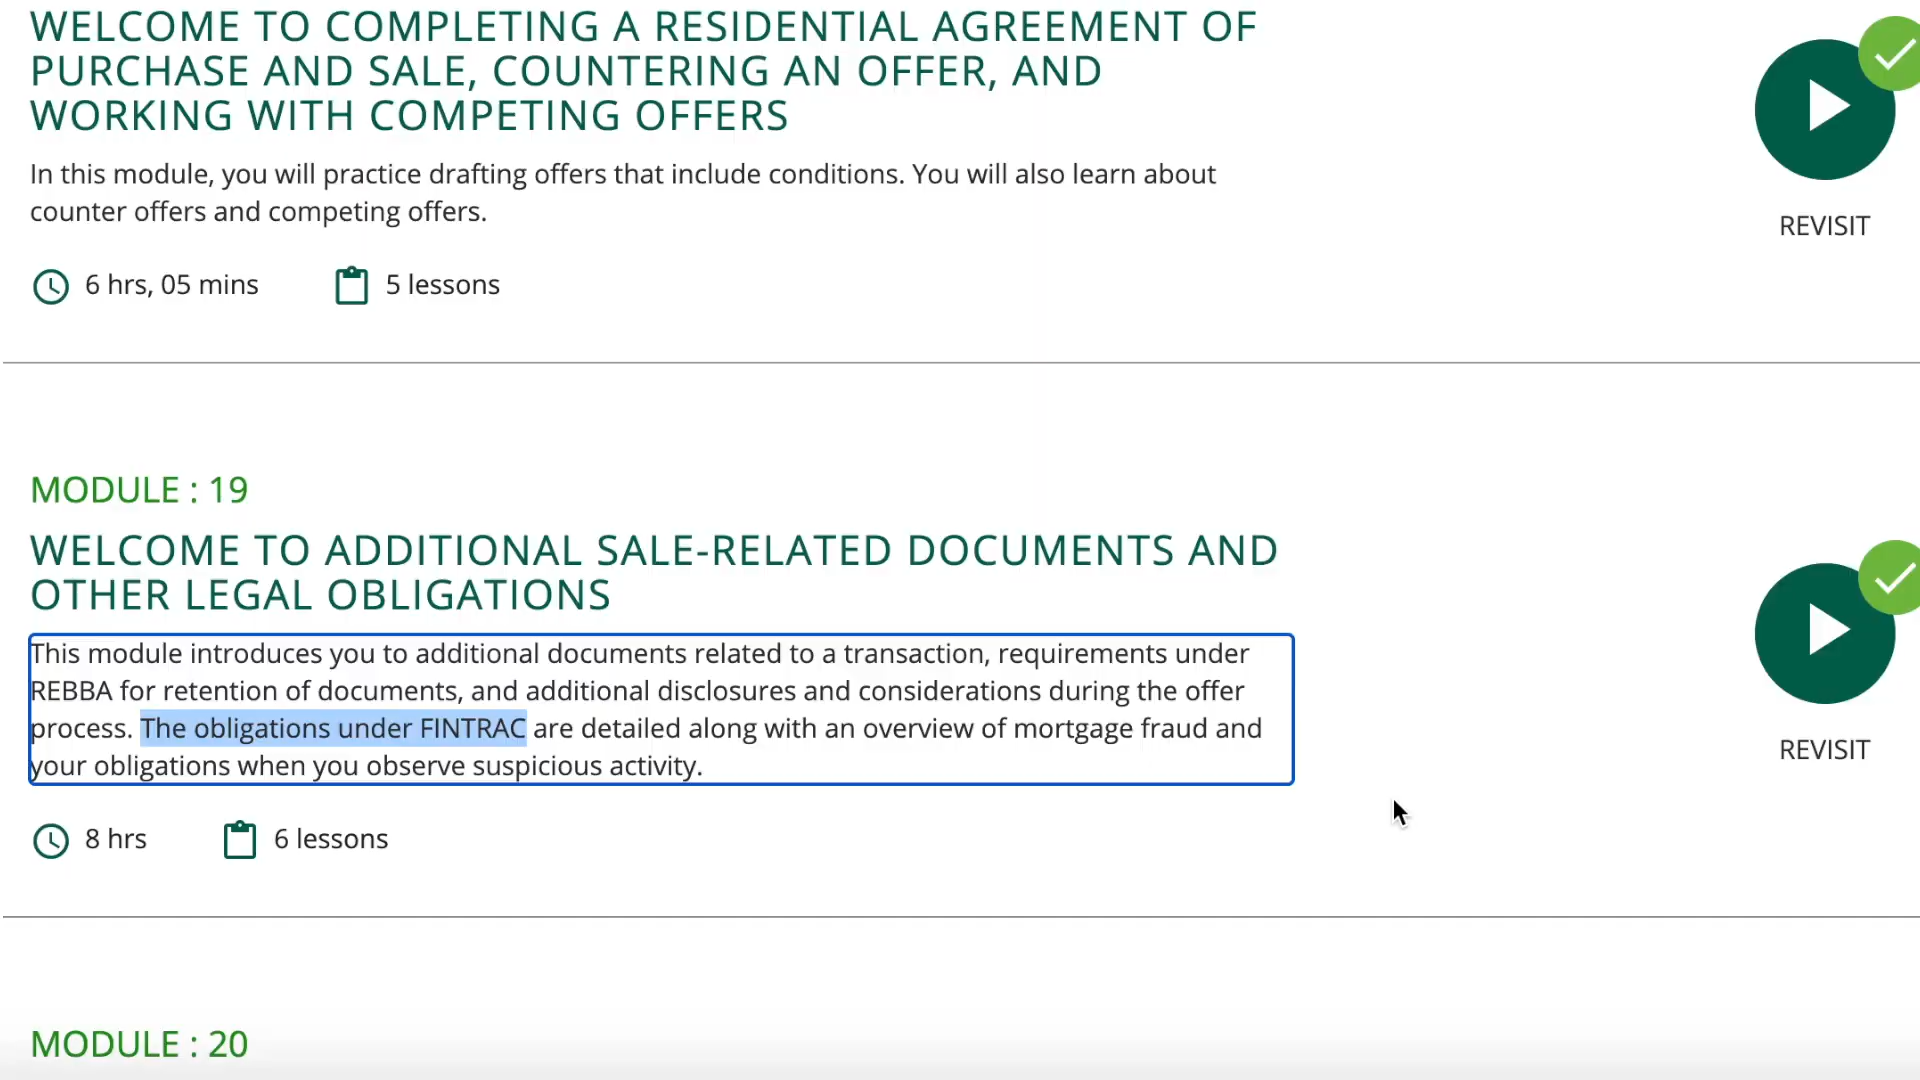 WELCOME TO COMPLETING A RESIDENTIAL AGREEMENT OF
PURCHASE AND SALE, COUNTERING AN OFFER, AND
WORKING WITH COMPETING OFFERS
In this module, you will practice drafting offers that include conditions. You will also learn about
counter offers and competing offers.
6 hrs, 05 mins 5 lessons
REVISIT
MODULE : 19
WELCOME TO ADDITIONAL SALE-RELATED DOCUMENTS AND
OTHER LEGAL OBLIGATIONS
This module introduces you to additional documents related to a transaction, requirements under
REBBA for retention of documents, and additional disclosures and considerations during the offer
process. The obligations under FINTRAC are detailed along with an overview of mortgage fraud and
your obligations when you observe suspicious activity.
8 hrs 6 lessons
REVISIT
MODULE : 20